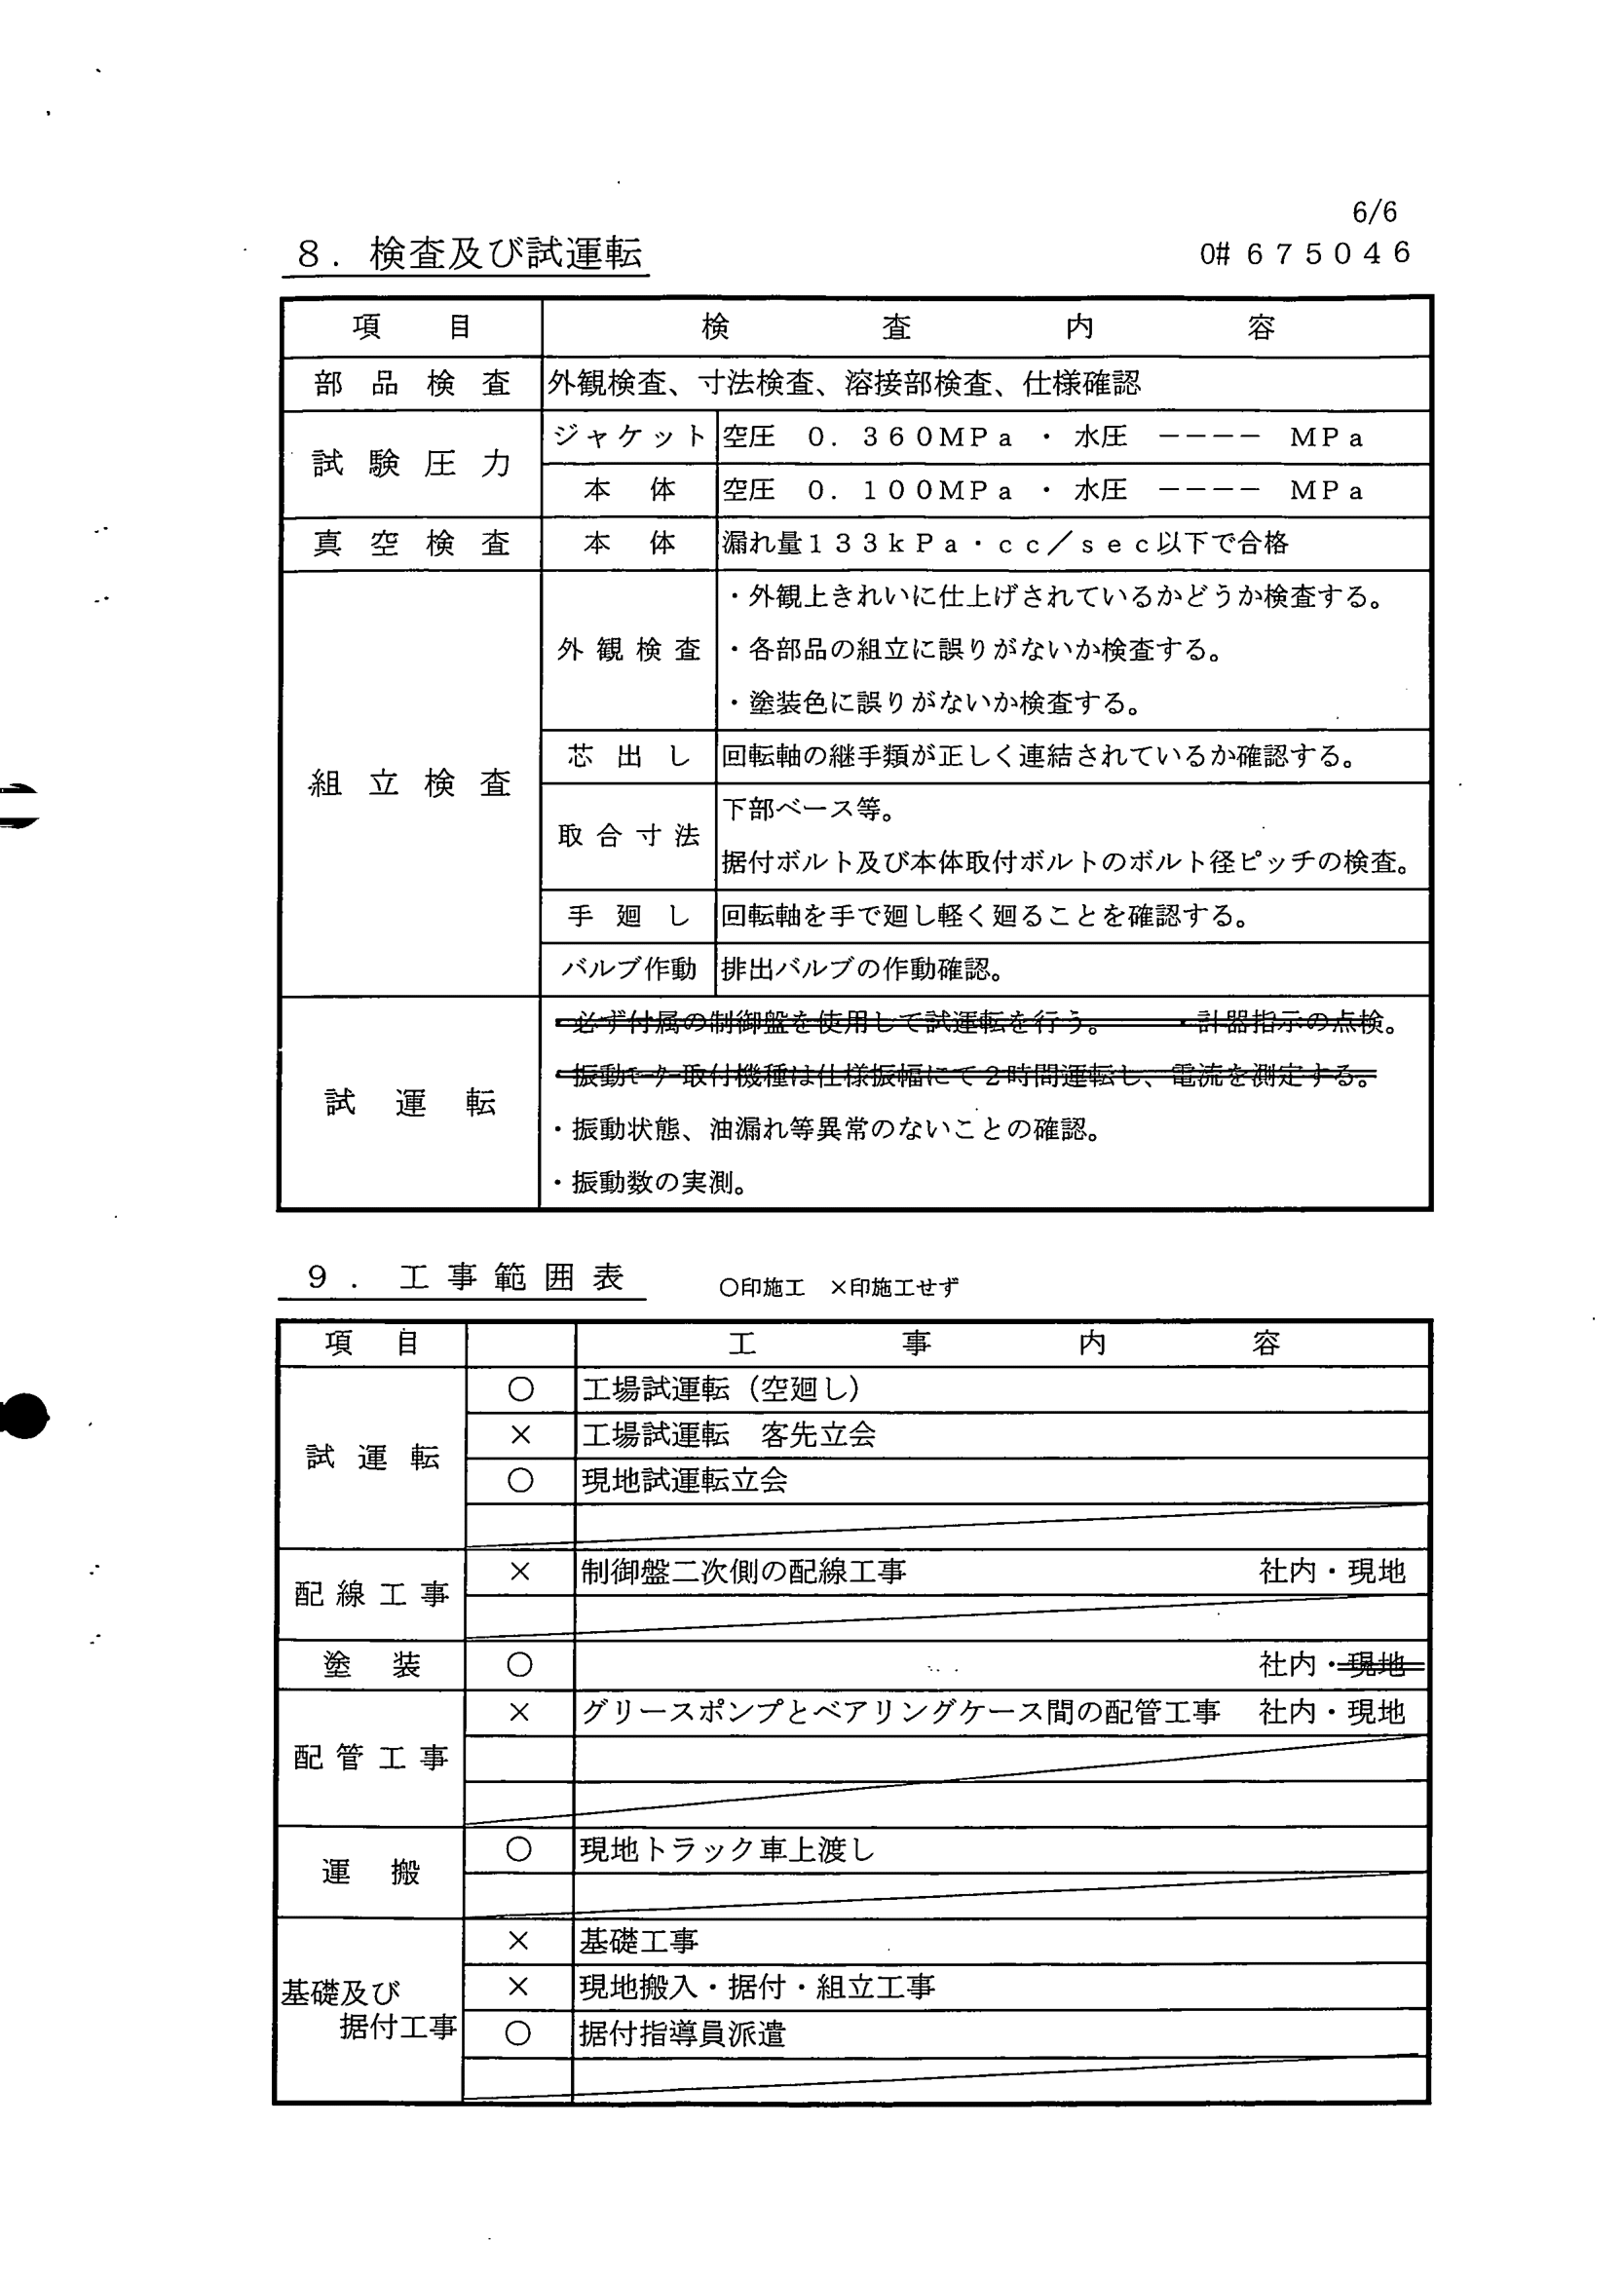 6/6
8．検査及び試運転
O# 675046
項目 検査内容
部品検査 外観検査、寸法検査、溶接部検査、仕様確認
試験圧力
ジャケット 空圧 0．360MPa・水圧 −−−− MPa
本体 空圧 0．100MPa・水圧 −−−− MPa
真空検査 本体 漏れ量133kPa・cc／sec以下で合格
組立検査
外観検査
・外観上きれいに仕上げされているかどうか検査する。
・各部品の組立に誤りがないか検査する。
・塗装色に誤りがないか検査する。
芯出し 回転軸の継手類が正しく連結されているか確認する。
取合寸法
下部ベース等。
据付ボルト及び本体取付ボルトのボルト径ピッチの検査。
手廻し 回転軸を手で廻し軽く廻ることを確認する。
バルブ作動 排出バルブの作動確認。
試運転
・必ず付属の制御盤を使用して試運転を行う。 ・計器指示の点検。
・振動ﾓｰﾀｰ取付機種は仕様振幅にて2時間運転し、電流を測定する。
・振動状態、油漏れ等異常のないことの確認。
・振動数の実測。
9．工事範囲表 ○印施工 ×印施工せず
項目 工事内容
試運転
○ 工場試運転（空廻し）
× 工場試運転 客先立会
○ 現地試運転立会
配線工事
× 制御盤二次側の配線工事 社内・現地
塗装 ○ 社内・現地
配管工事
× グリースポンプとベアリングケース間の配管工事 社内・現地
運搬
○ 現地トラック車上渡し
基礎及び
据付工事
× 基礎工事
× 現地搬入・据付・組立工事
○ 据付指導員派遣